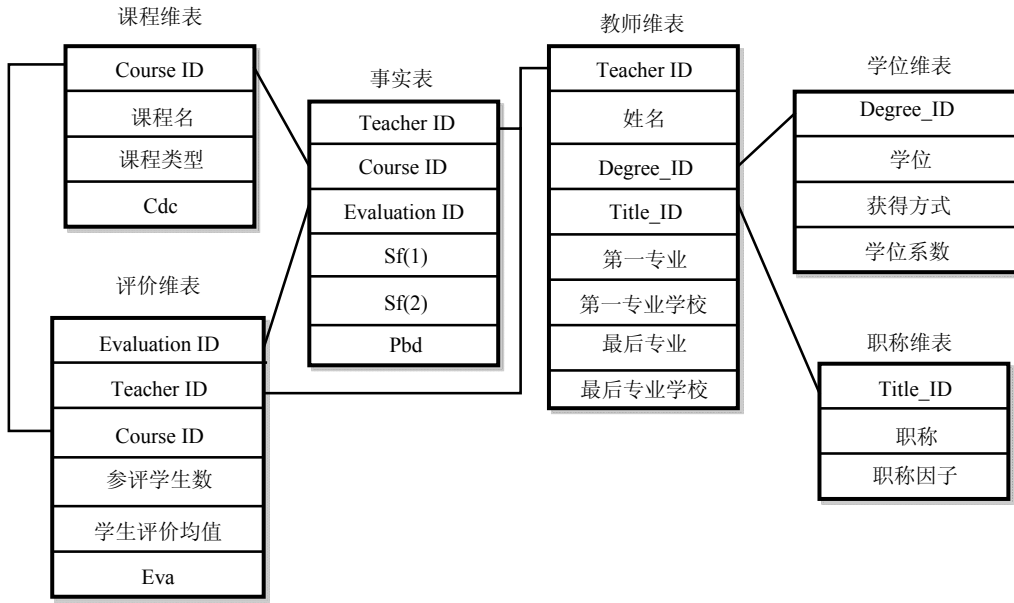 课程维表
Course ID
课程名
课程类型
Cdc
评价维表
Evaluation ID
Teacher ID
Course ID
参评学生数
学生评价均值
Eva
事实表
Teacher ID
Course ID
Evaluation ID
Sf(1)
Sf(2)
Pbd
教师维表
Teacher ID
姓名
Degree_ID
Title_ID
第一专业
第一专业学校
最后专业
最后专业学校
学位维表
Degree_ID
学位
获得方式
学位系数
职称维表
Title_ID
职称
职称因子